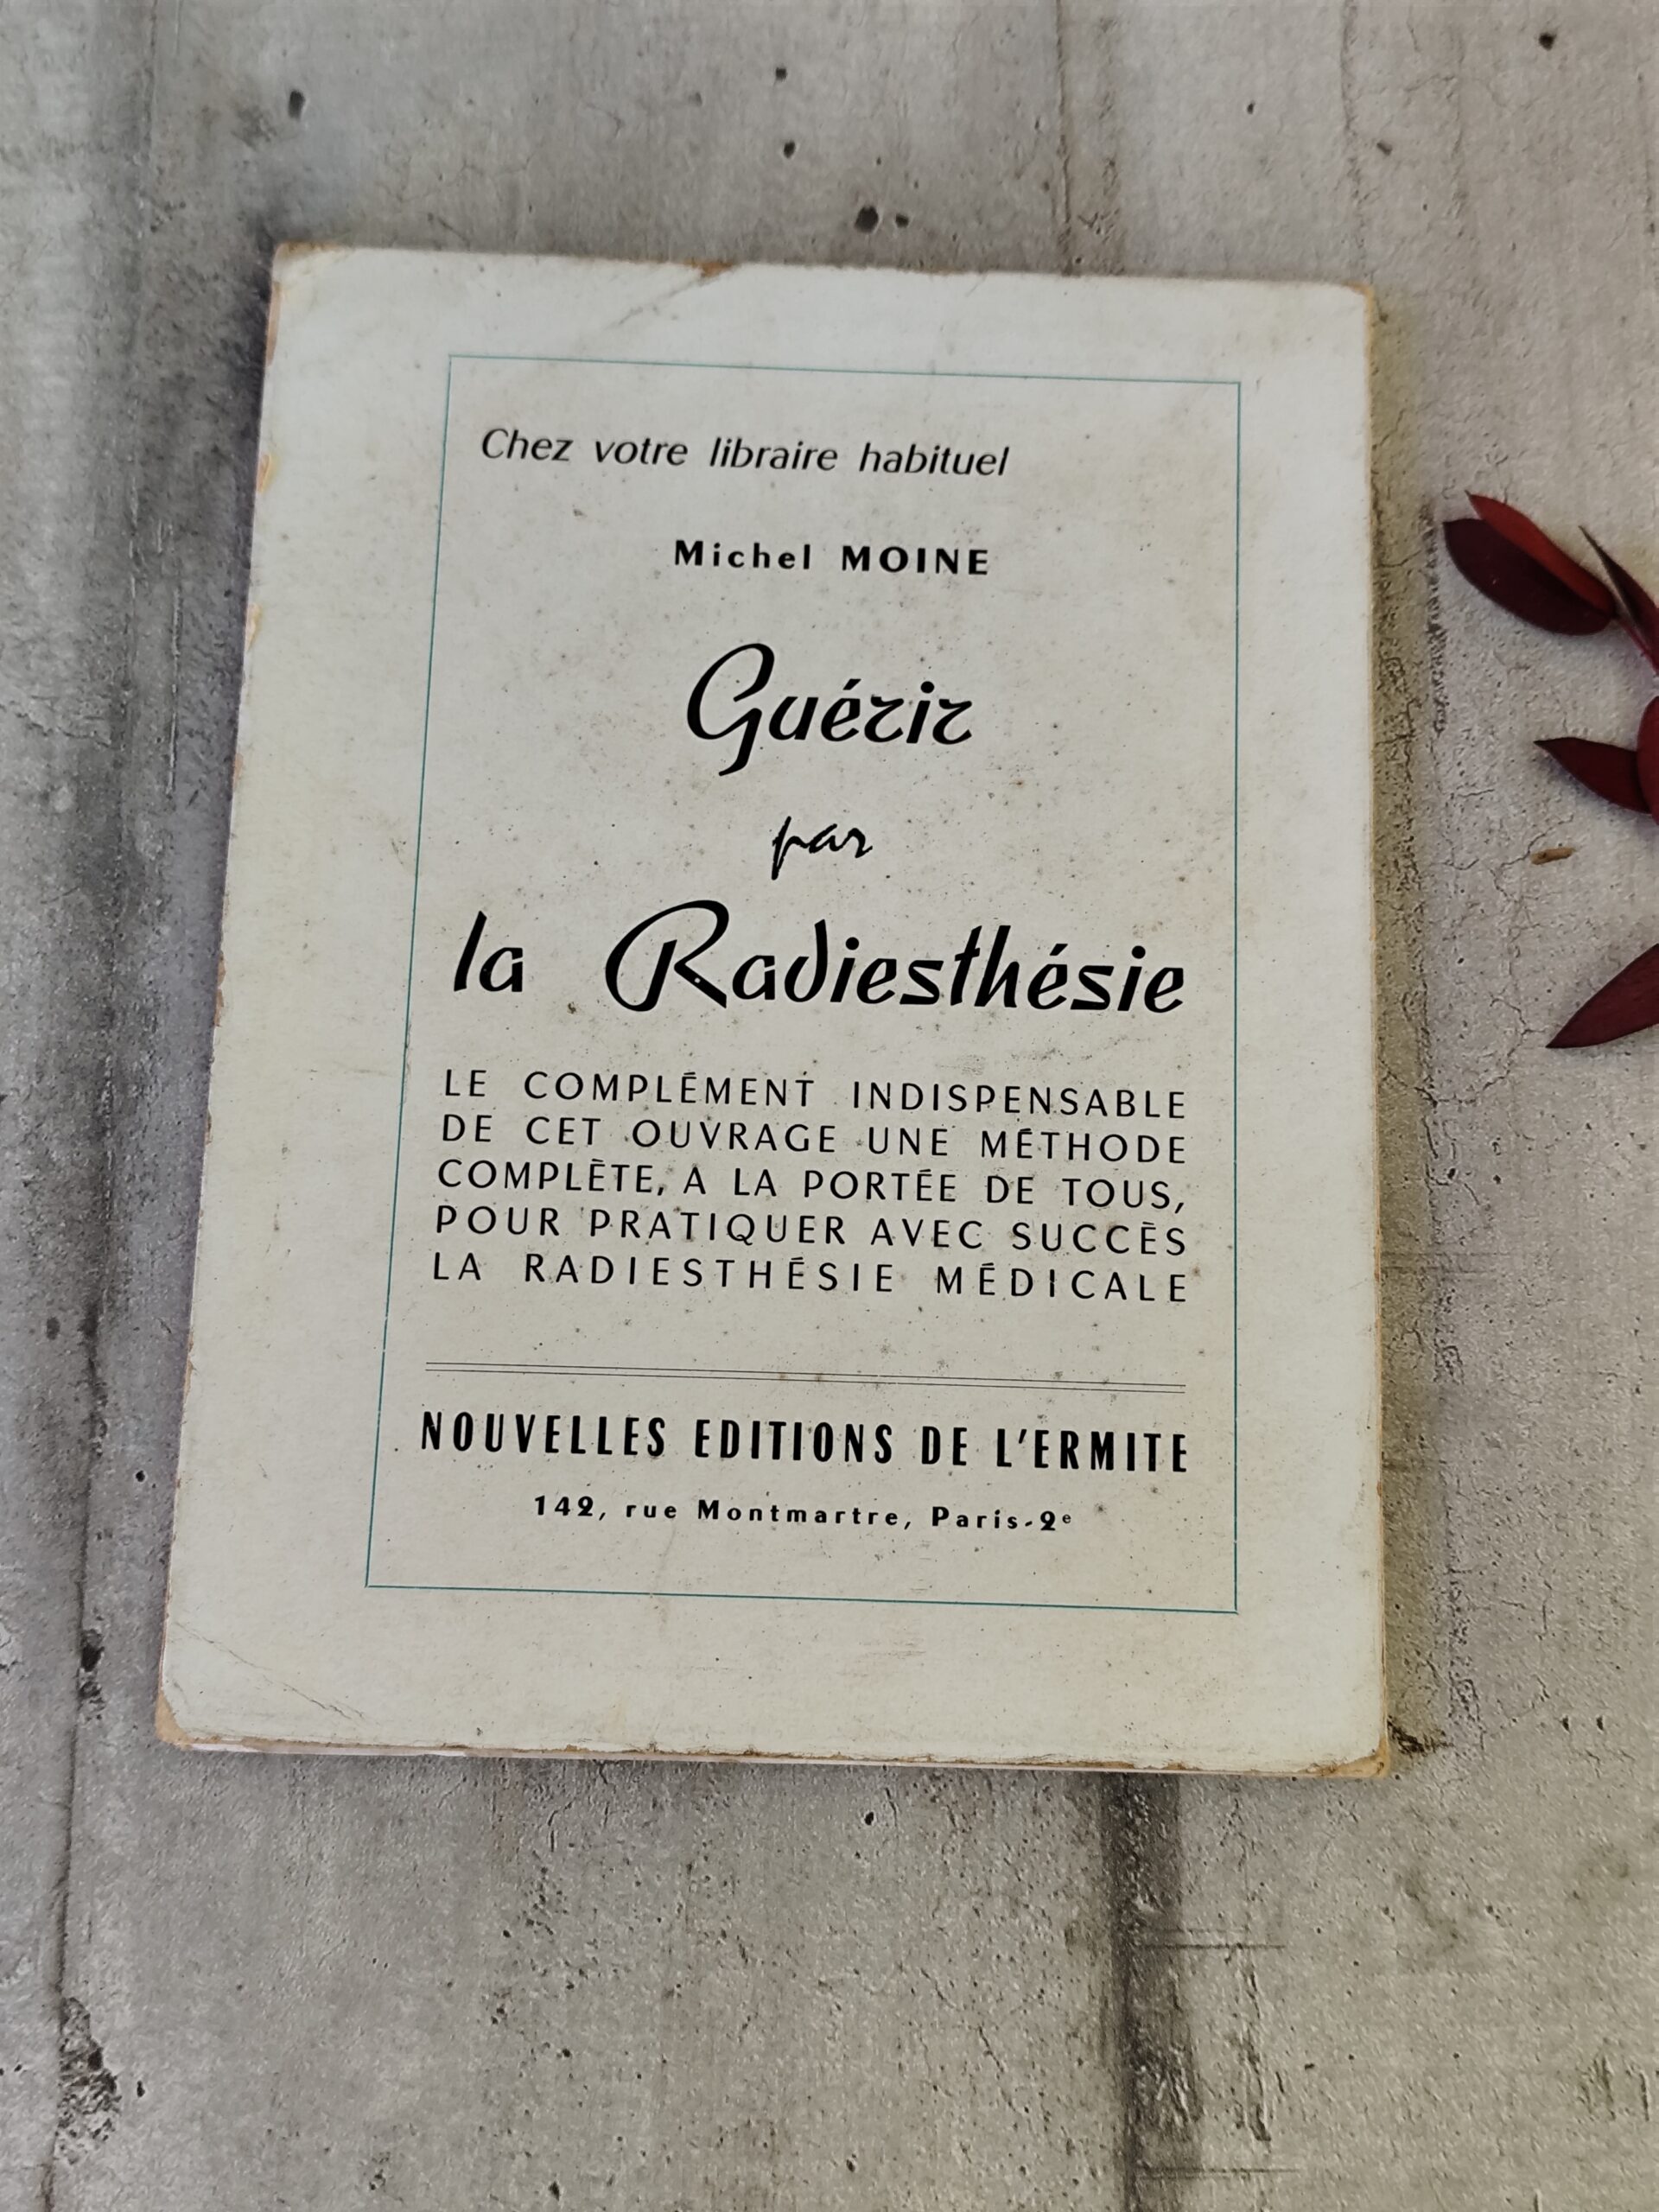 Chez votre libraire habituel
Michel MOINE
Guérir
par
la Radiesthésie
LE COMPLÉMENT INDISPENSABLE
DE CET OUVRAGE UNE MÉTHODE
COMPLÈTE, A LA PORTÉE DE TOUS,
POUR PRATIQUER AVEC SUCCÈS
LA RADIESTHÉSIE MÉDICALE
NOUVELLES EDITIONS DE L'ERMITE
142, rue Montmartre, Paris-2e